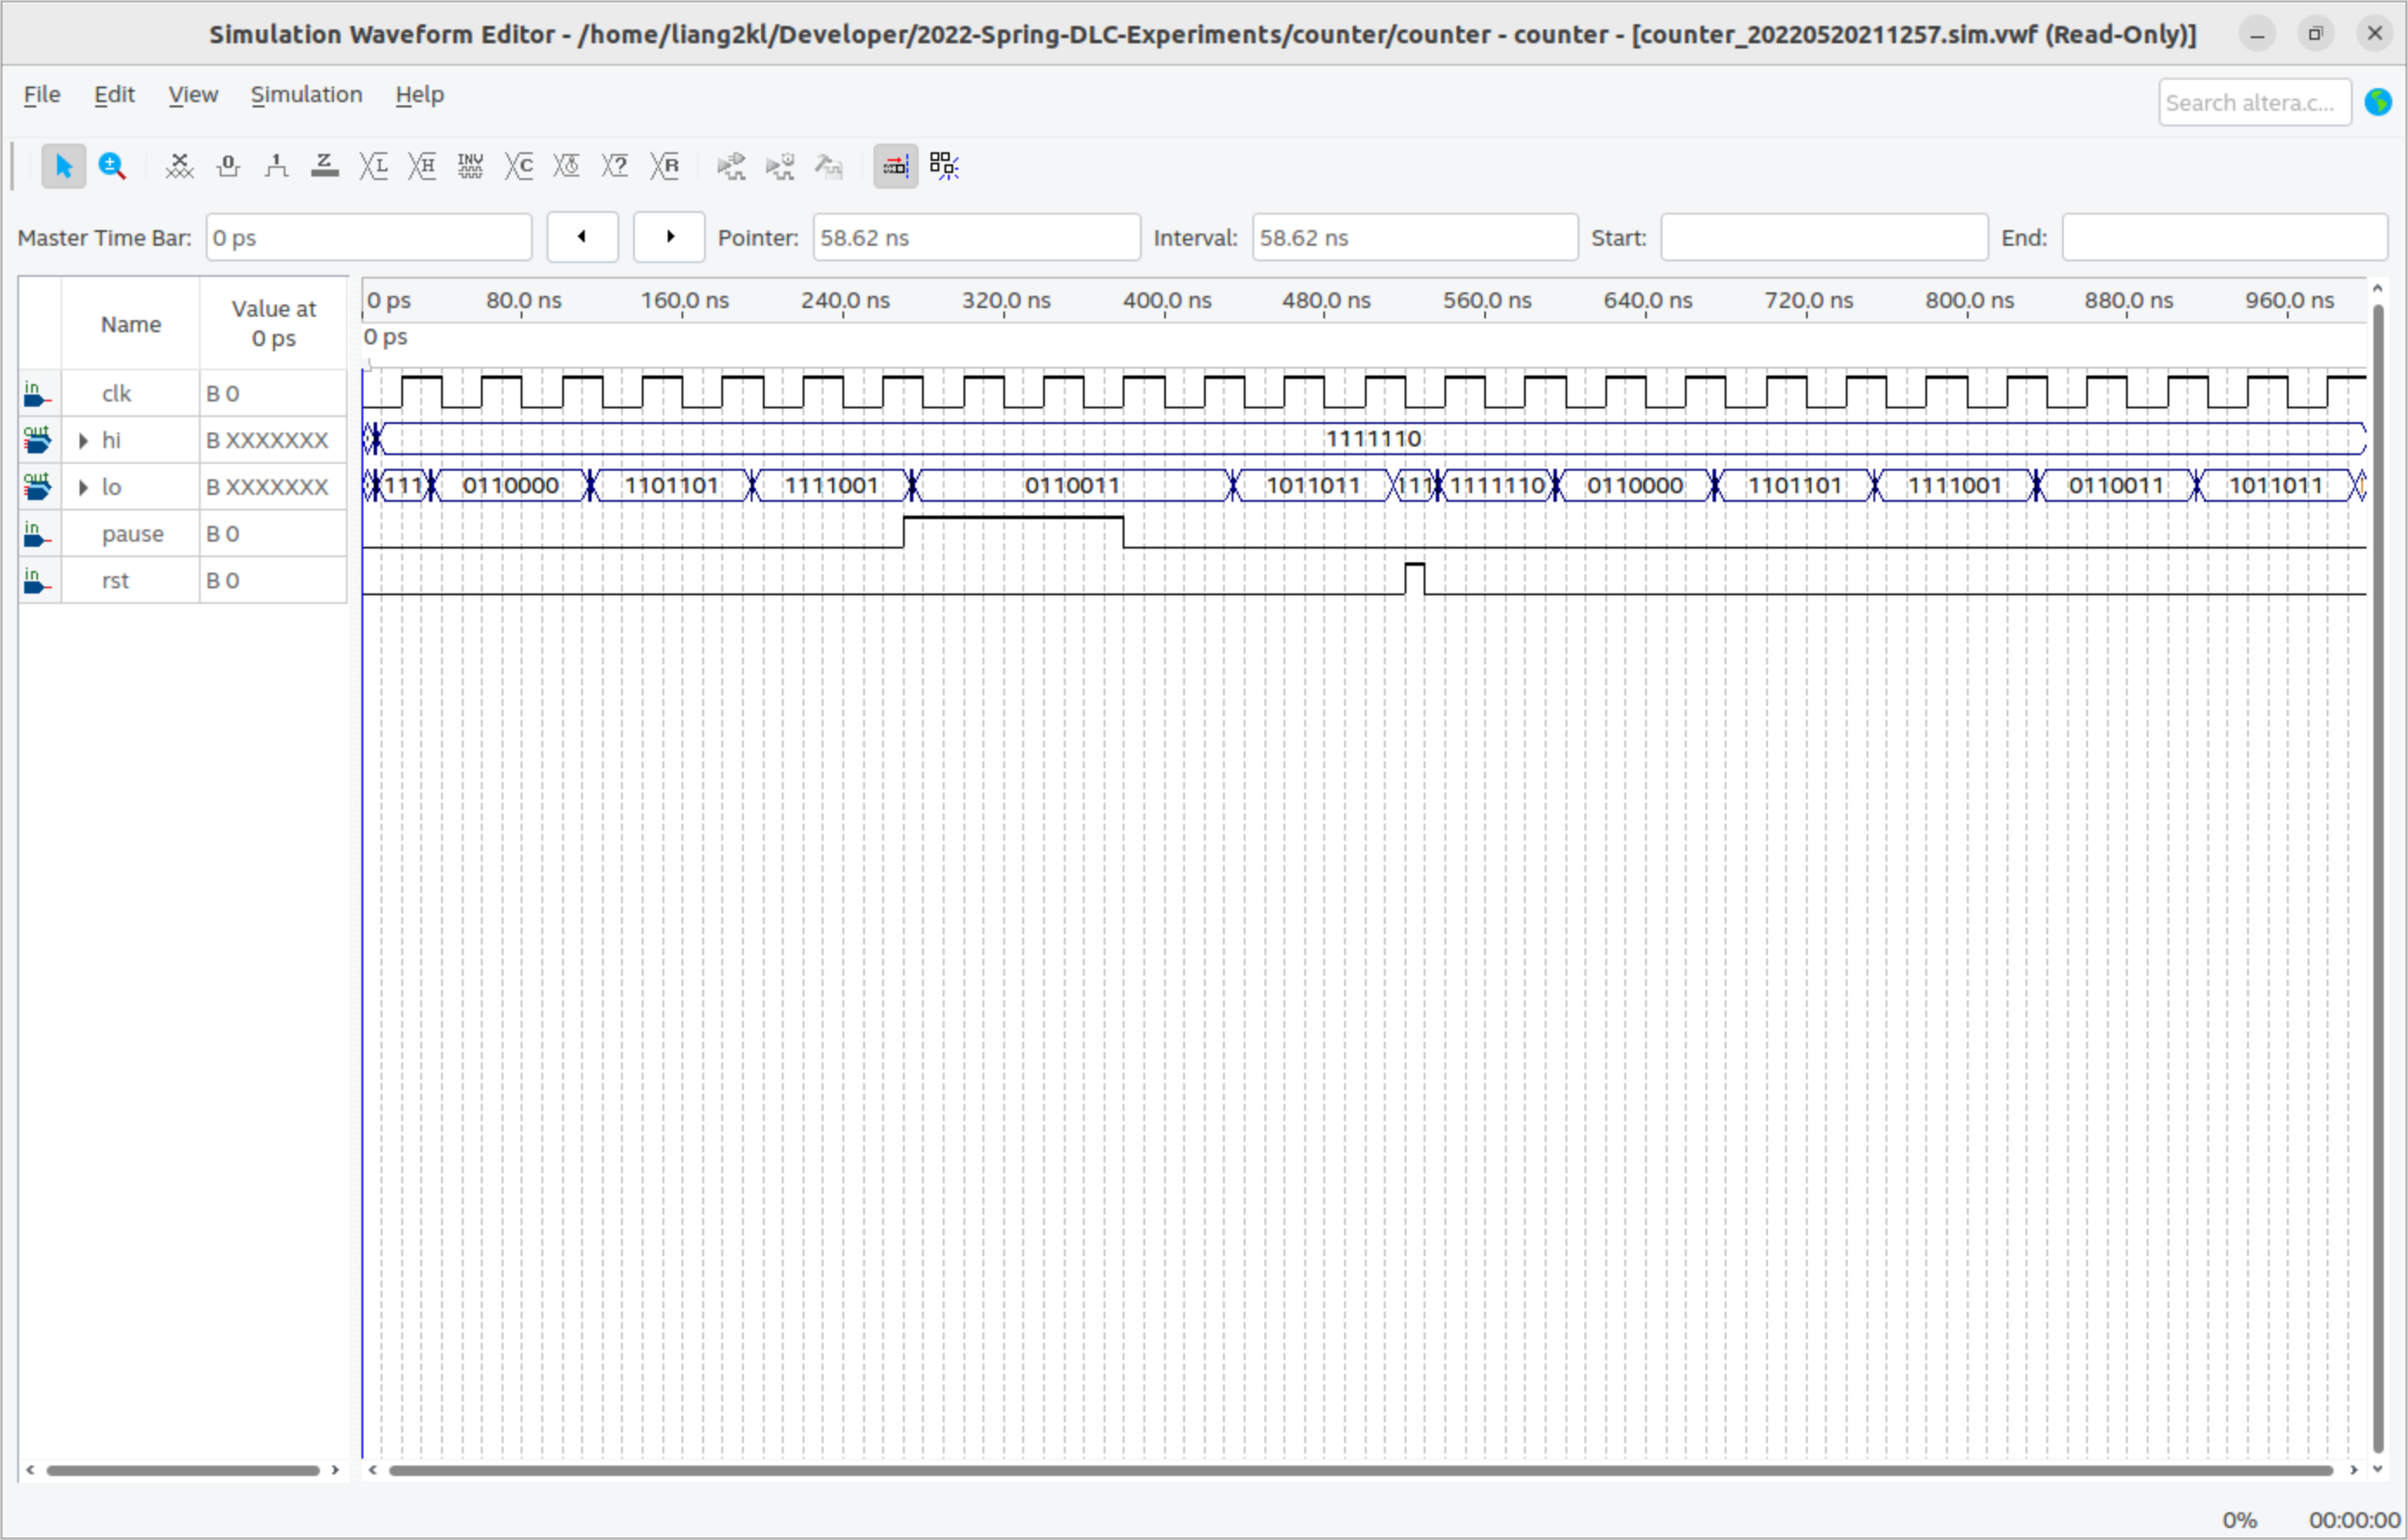 Simulation Waveform Editor - /home/liang2kl/Developer/2022-Spring-DLC-Experiments/counter/counter - counter - [counter_20220520211257.sim.vwf (Read-Only)]
File Edit View Simulation Help Search altera.c...
0 1 Z L H INV C ? R
Master Time Bar: 0 ps Pointer: 58.62 ns Interval: 58.62 ns Start: End:
Name Value at 0 ps
0 ps 80.0 ns 160.0 ns 240.0 ns 320.0 ns 400.0 ns 480.0 ns 560.0 ns 640.0 ns 720.0 ns 800.0 ns 880.0 ns 960.0 ns
0 ps
in clk B 0
out hi B XXXXXXX 1111110
out lo B XXXXXXX 111 0110000 1101101 1111001 0110011 1011011 111 1111110 0110000 1101101 1111001 0110011 1011011
in pause B 0
in rst B 0
0% 00:00:00